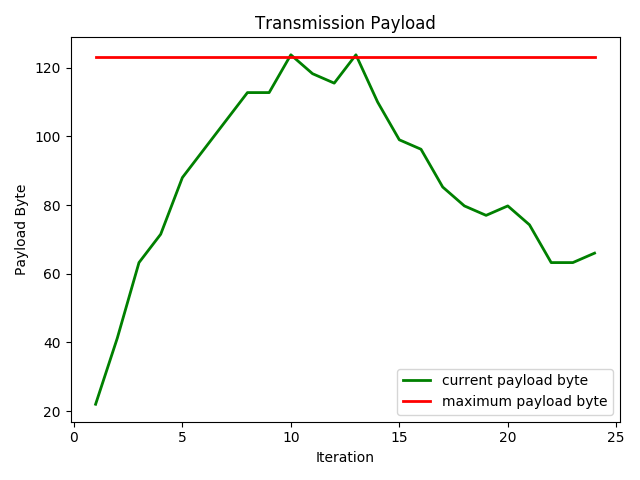 Transmission Payload
120
100
80
60
40
20
Payload Byte
0
5
10
15
20
25
Iteration
current payload byte
maximum payload byte